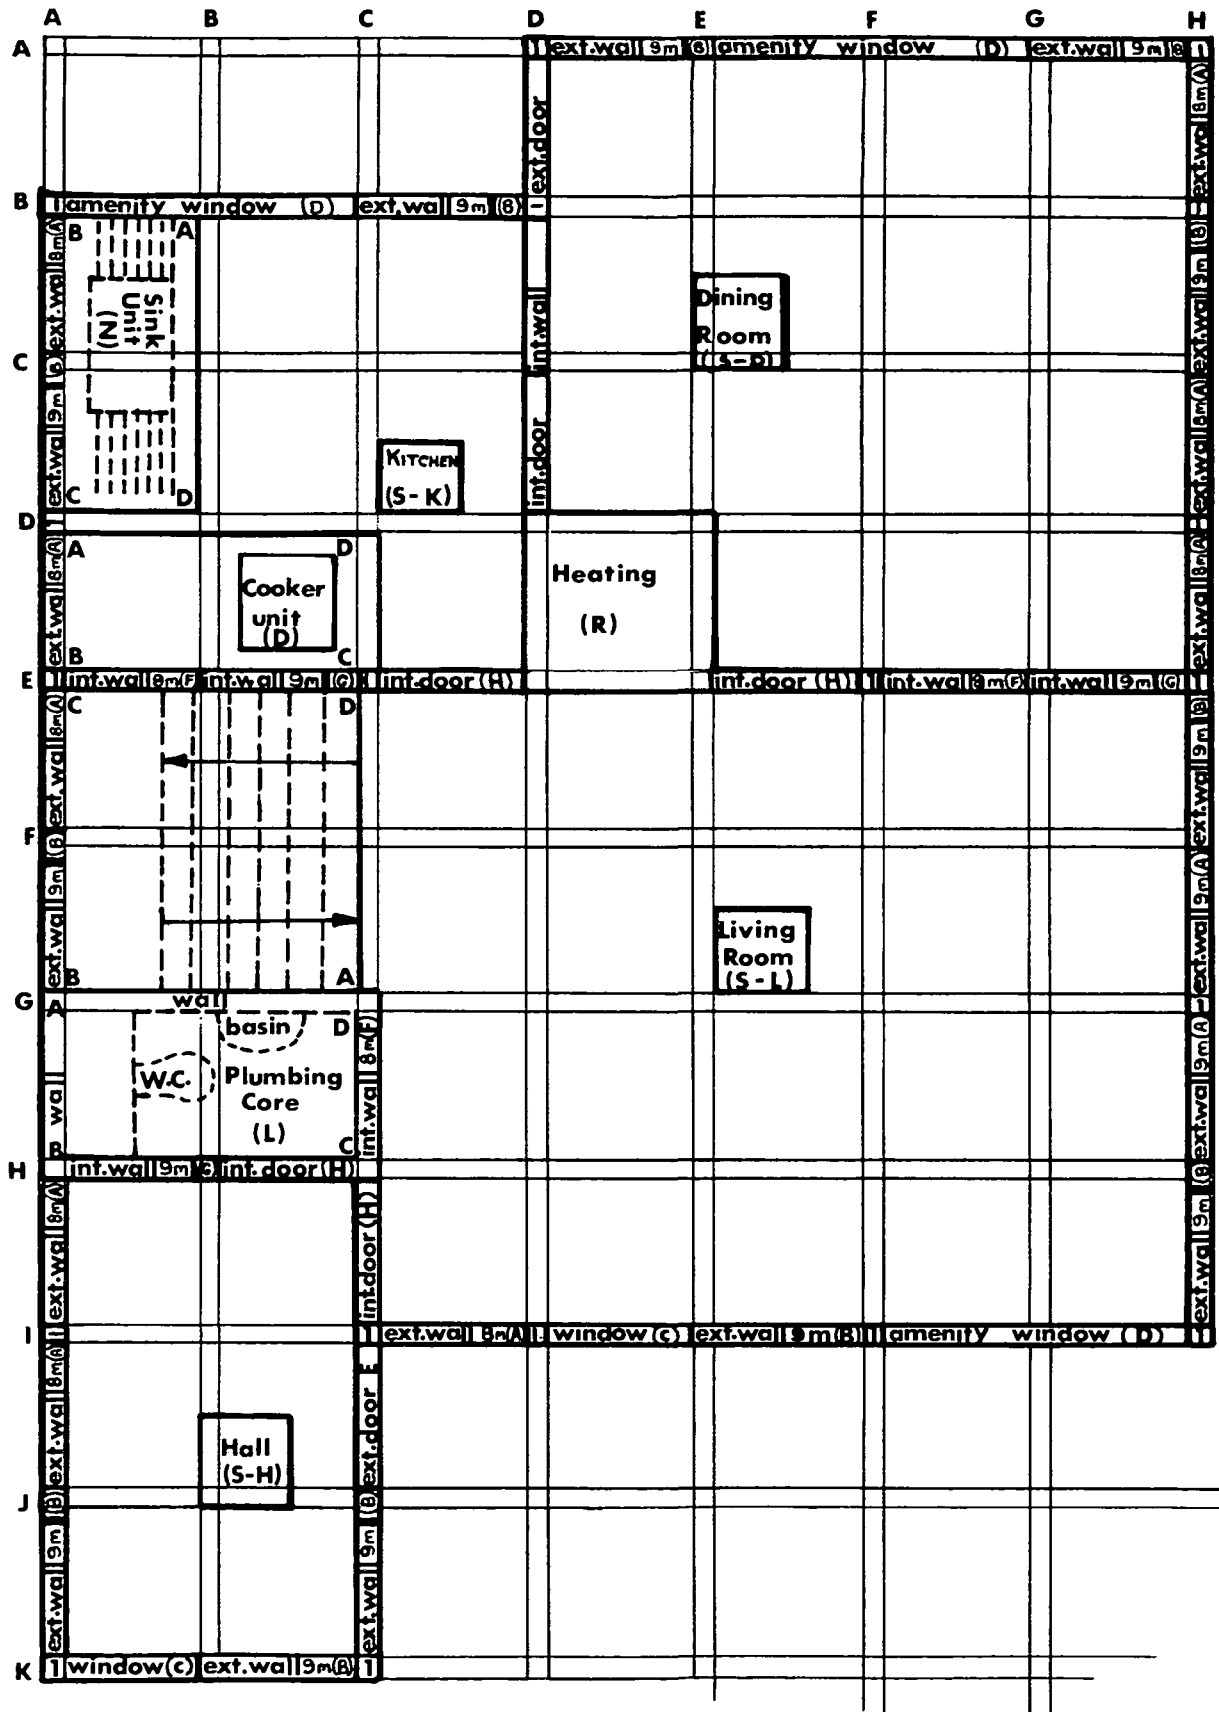 A B C D E F G H
A
1 ext.wall 9m (B) amenity window (D) ext.wall 9m B 1
ext.door
ext.wall 8m(A)
B
1 amenity window (D) ext.wall 9m (B) 1
ext.wall 8m(A)
B A
Sink
Unit
(N)
C D
int.wall
Dining
Room
(S-D)
ext.wall 9m (B)
C
ext.wall 9m (B)
int.door
KITCHEN
(S-K)
ext.wall 8m(A)
D
1
ext.wall 8m(A)
A D
Cooker
unit
(D)
B C
Heating
(R)
ext.wall 8m(A)
E
1 int.wall 8m(F) int.wall 9m (G) int.door (H) int.door (H) 1 int.wall 8m(F) int.wall 9m (G) 1
ext.wall 8m(A)
C D
ext.wall 9m (B)
F
ext.wall 9m (B)
B A
Living
Room
(S-L)
ext.wall 9m (A)
G
wall
A D
basin
W.C. Plumbing
Core
(L)
B C
wall
int.wall 8m(F)
ext.wall 9m (A)
H
int.wall 9m (G) int.door (H)
ext.wall 8m(A)
int.door (H)
ext.wall 9m (B)
I
1
1 ext.wall 8m(A) 1 window (c) ext.wall 9m (B) 1 amenity window (D) 1
ext.wall 8m(A)
ext.door E
Hall
(S-H)
J
ext.wall 9m (B)
ext.wall 9m (B)
K
1 window (c) ext.wall 9m(B) 1